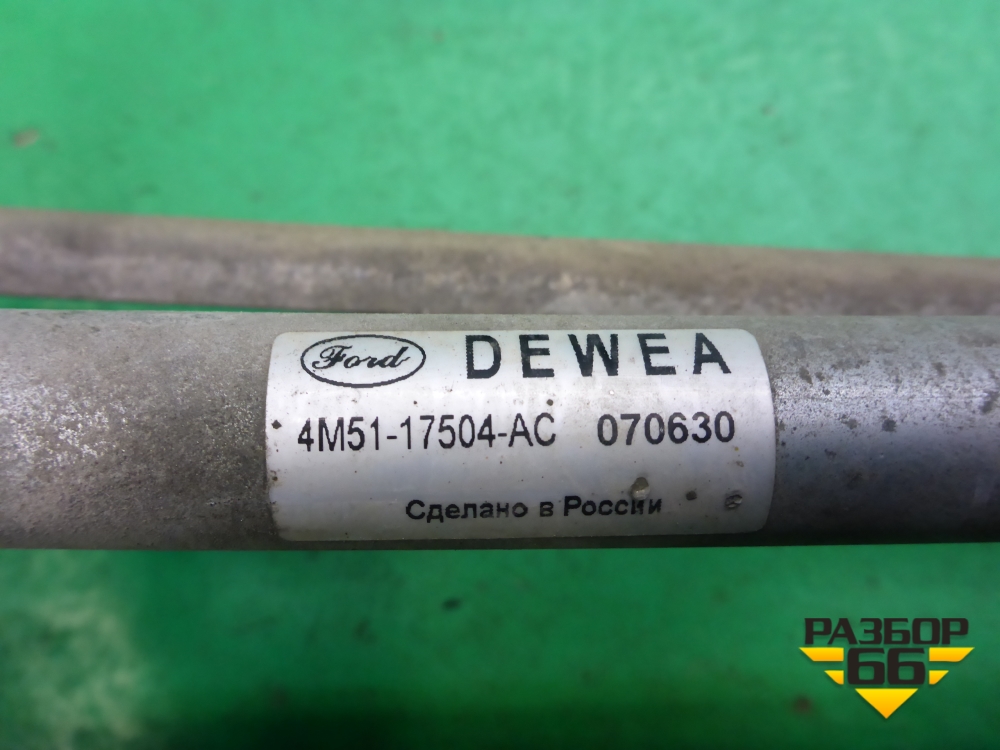 Ford DEWEA
4M51-17504-AC 070630
Сделано в России
РАЗБОР
66